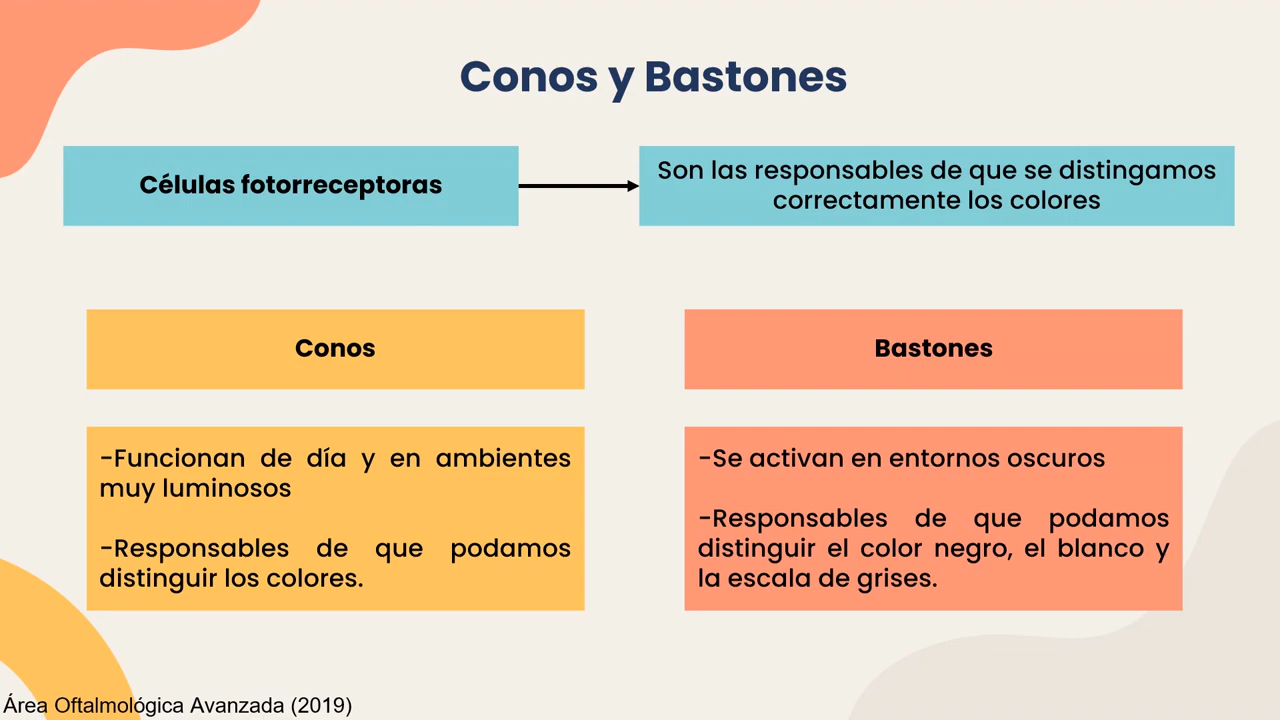 Conos y Bastones
Células fotorreceptoras
Son las responsables de que se distingamos
correctamente los colores
Conos
Bastones
-Funcionan de día y en ambientes
muy luminosos
-Responsables de que podamos
distinguir los colores.
-Se activan en entornos oscuros
-Responsables de que podamos
distinguir el color negro, el blanco y
la escala de grises.
Área Oftalmológica Avanzada (2019)